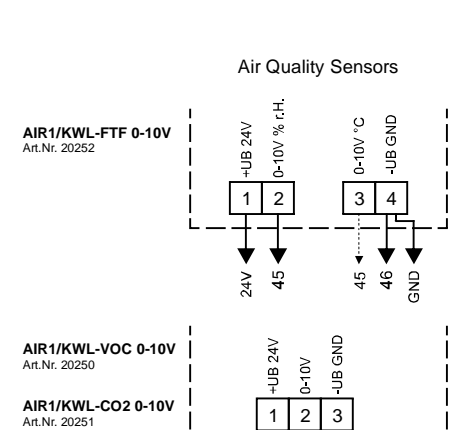 Air Quality Sensors
AIR1/KWL-FTF 0-10V
Art.Nr. 20252
+UB 24V
0-10V % r.H.
0-10V °C
-UB GND
1 2 3 4
24V 45 45 46 GND
AIR1/KWL-VOC 0-10V
Art.Nr. 20250
AIR1/KWL-CO2 0-10V
Art.Nr. 20251
+UB 24V
0-10V
-UB GND
1 2 3